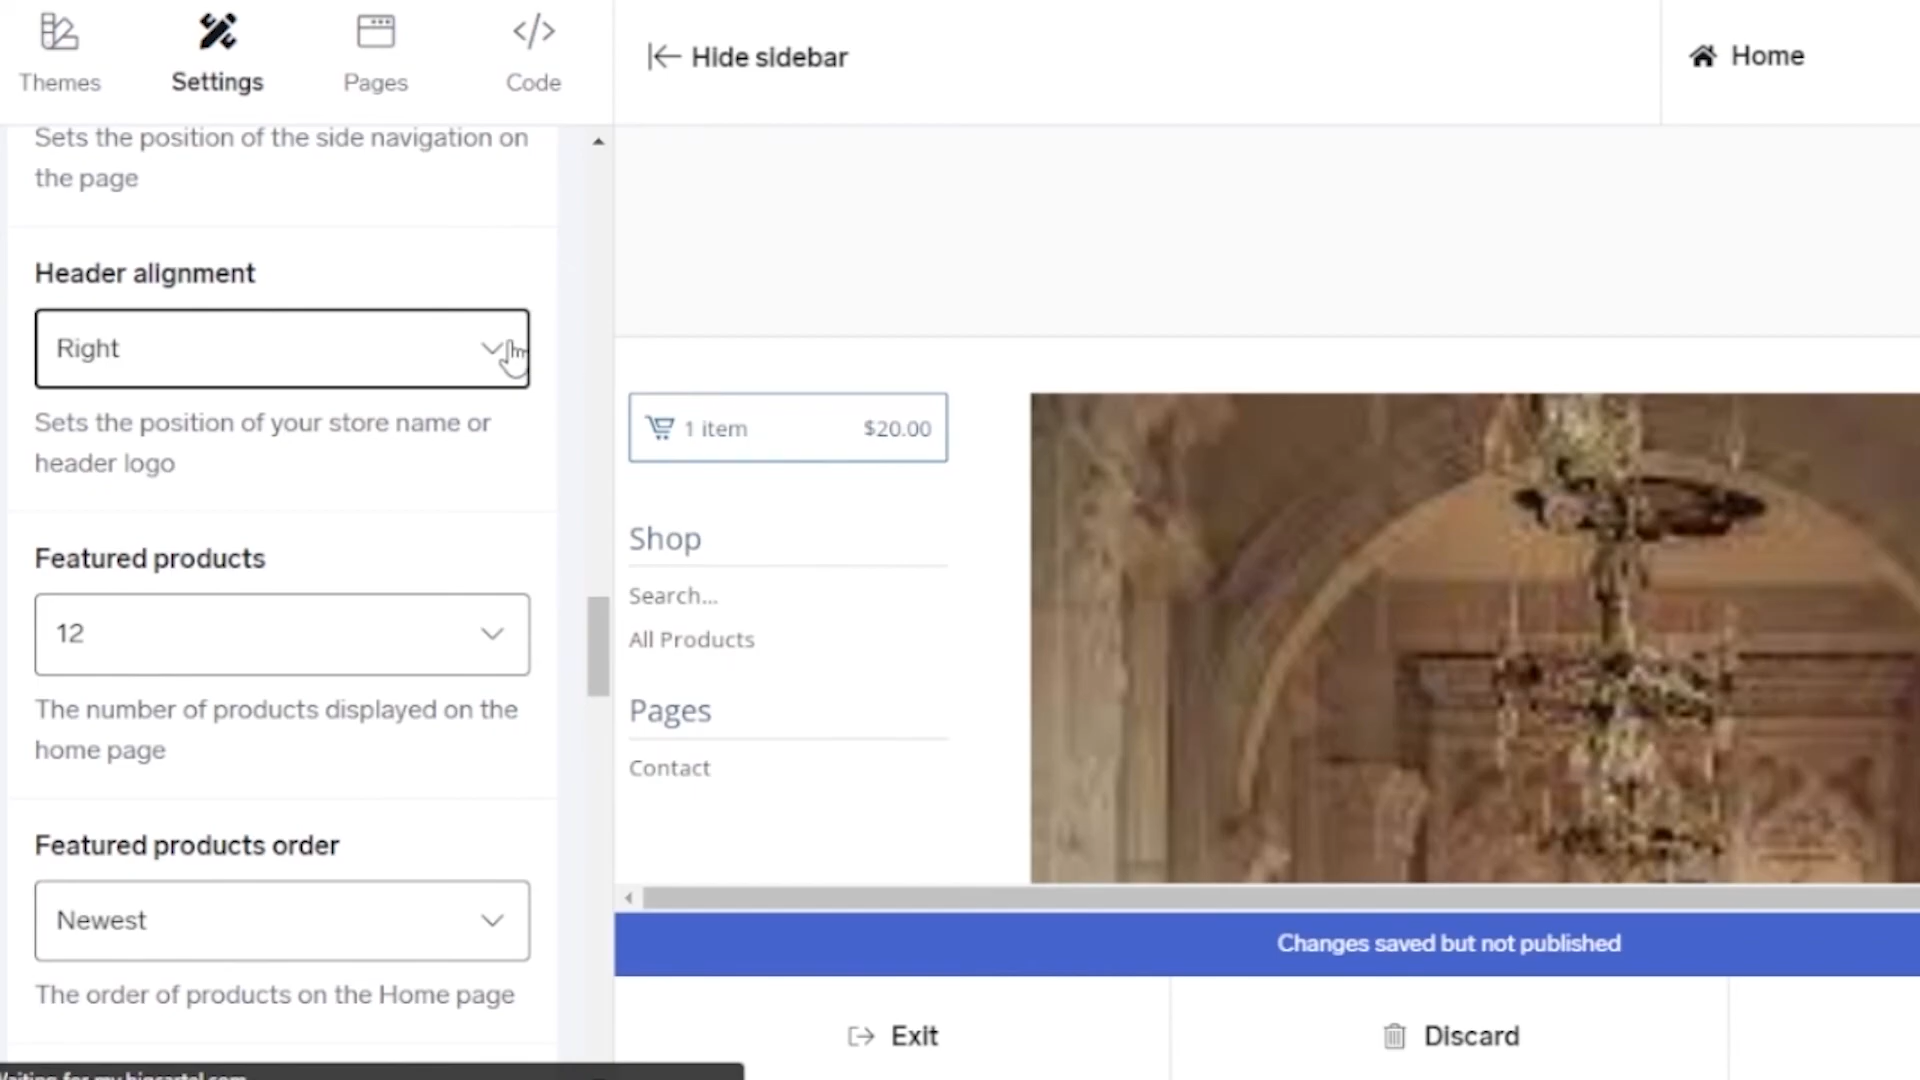 Themes
Settings
Pages
Code
Hide sidebar
Home
Sets the position of the side navigation on
the page
Header alignment
Right
Sets the position of your store name or
header logo
Featured products
12
The number of products displayed on the
home page
Featured products order
Newest
The order of products on the Home page
1 item $20.00
Shop
Search...
All Products
Pages
Contact
Changes saved but not published
Exit
Discard